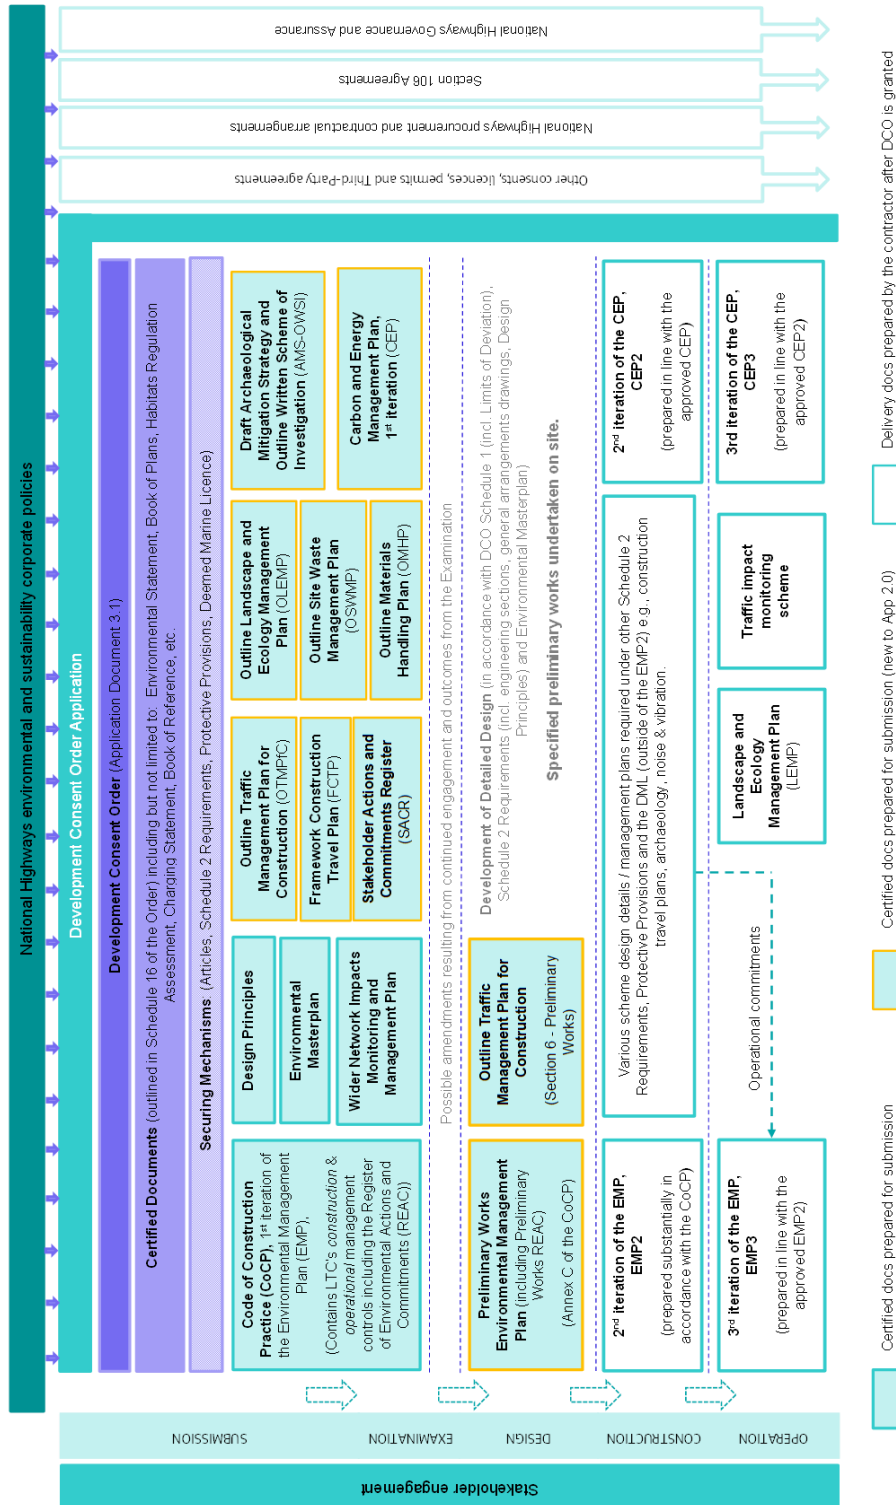 National Highways environmental and sustainability corporate policies
Development Consent Order Application
Development Consent Order (Application Document 3.1)
Certified Documents (outlined in Schedule 16 of the Order) including but not limited to: Environmental Statement, Book of Plans, Habitats Regulation
Assessment, Charging Statement, Book of Reference, etc.
Securing Mechanisms: (Articles, Schedule 2 Requirements, Protective Provisions, Deemed Marine Licence)
Code of Construction
Practice (CoCP), 1st iteration of
the Environmental Management
Plan (EMP),
(Contains LTC's construction &
operational management
controls including the Register
of Environmental Actions and
Commitments (REAC))
Design Principles
Environmental
Masterplan
Wider Network Impacts
Monitoring and
Management Plan
Outline Traffic
Management Plan for
Construction (OTMPfC)
Framework Construction
Travel Plan (FCTP)
Stakeholder Actions and
Commitments Register
(SACR)
Outline Landscape and
Ecology Management
Plan (OLEMP)
Outline Site Waste
Management Plan
(OSWMP)
Outline Materials
Handling Plan (OMHP)
Draft Archaeological
Mitigation Strategy and
Outline Written Scheme of
Investigation (AMS-OWSI)
Carbon and Energy
Management Plan,
1st iteration (CEP)
Possible amendments resulting from continued engagement and outcomes from the Examination
Preliminary Works
Environmental Management
Plan (including Preliminary
Works REAC)
(Annex C of the CoCP)
Outline Traffic
Management Plan for
Construction
(Section 6 - Preliminary
Works)
Development of Detailed Design (in accordance with DCO Schedule 1 (incl. Limits of Deviation),
Schedule 2 Requirements (incl. engineering sections, general arrangements drawings, Design
Principles) and Environmental Masterplan)
Specified preliminary works undertaken on site.
2nd iteration of the EMP,
EMP2
(prepared substantially in
accordance with the CoCP)
Various scheme design details / management plans required under other Schedule 2
Requirements, Protective Provisions and the DML (outside of the EMP2) e.g., construction
travel plans, archaeology, noise & vibration.
2nd iteration of the CEP,
CEP2
(prepared in line with the
approved CEP)
3rd iteration of the EMP,
EMP3
(prepared in line with the
approved EMP2)
Operational commitments
Landscape and
Ecology
Management Plan
(LEMP)
Traffic impact
monitoring
scheme
3rd iteration of the CEP,
CEP3
(prepared in line with the
approved CEP2)
Stakeholder engagement
SUBMISSION
EXAMINATION
DESIGN
CONSTRUCTION
OPERATION
Other consents, licences, permits and Third-Party agreements
National Highways procurement and contractual arrangements
Section 106 Agreements
National Highways Governance and Assurance
Certified docs prepared for submission
Certified docs prepared for submission (new to App 2.0)
Delivery docs prepared by the contractor after DCO is granted